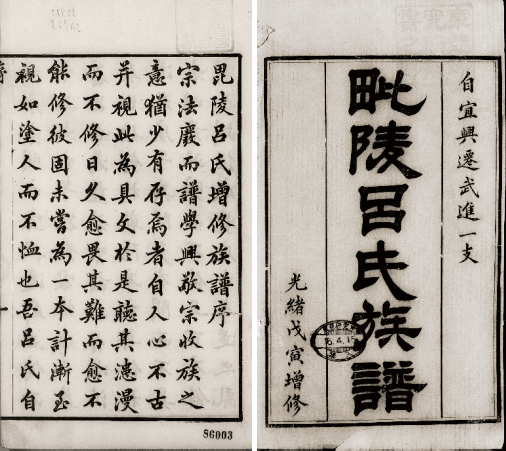 自宜興遷武進一支
毗陵呂氏族譜
光緒戊寅增修
毘陵呂氏增修族譜序
宗法廢而譜學興敬宗收族之
意猶少有存焉者自人心不古
并視此為具文於是聽其漶漫
而不修日久愈畏其難而愈不
能修彼固未嘗為一本計漸至
視如塗人而不恤也吾呂氏自
86003